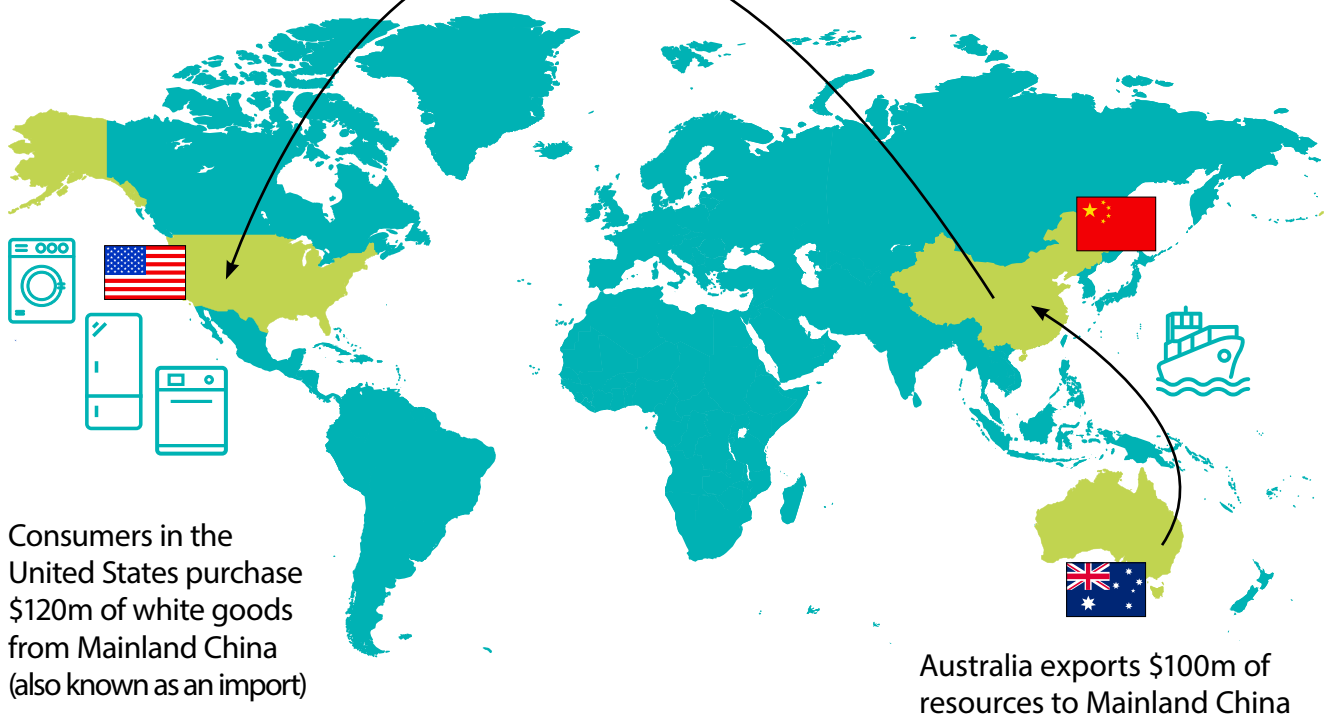 Consumers in the
United States purchase
$120m of white goods
from Mainland China
(also known as an import)
Australia exports $100m of
resources to Mainland China